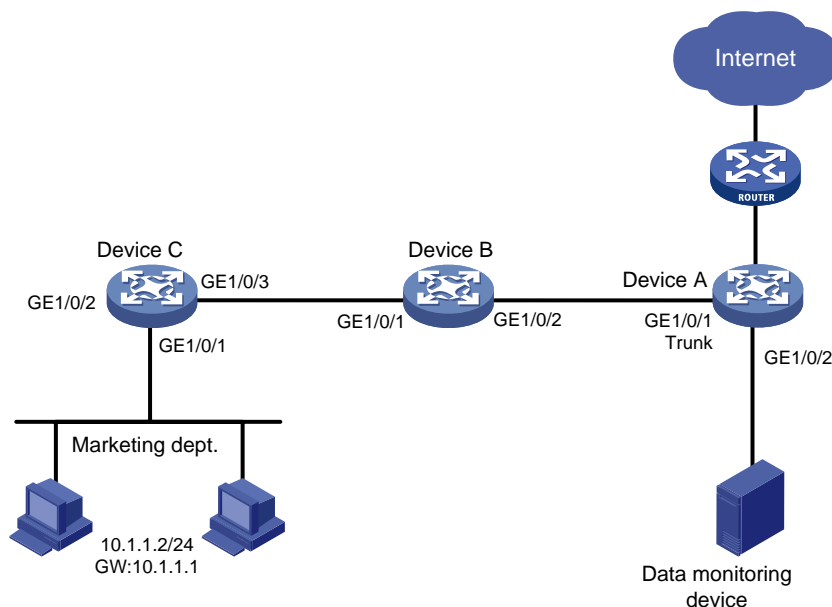 Internet
ROUTER
Device C
Device B
Device A
GE1/0/3
GE1/0/2
GE1/0/1
GE1/0/2
GE1/0/1
Trunk
GE1/0/1
GE1/0/2
Marketing dept.
10.1.1.2/24
GW:10.1.1.1
Data monitoring
device